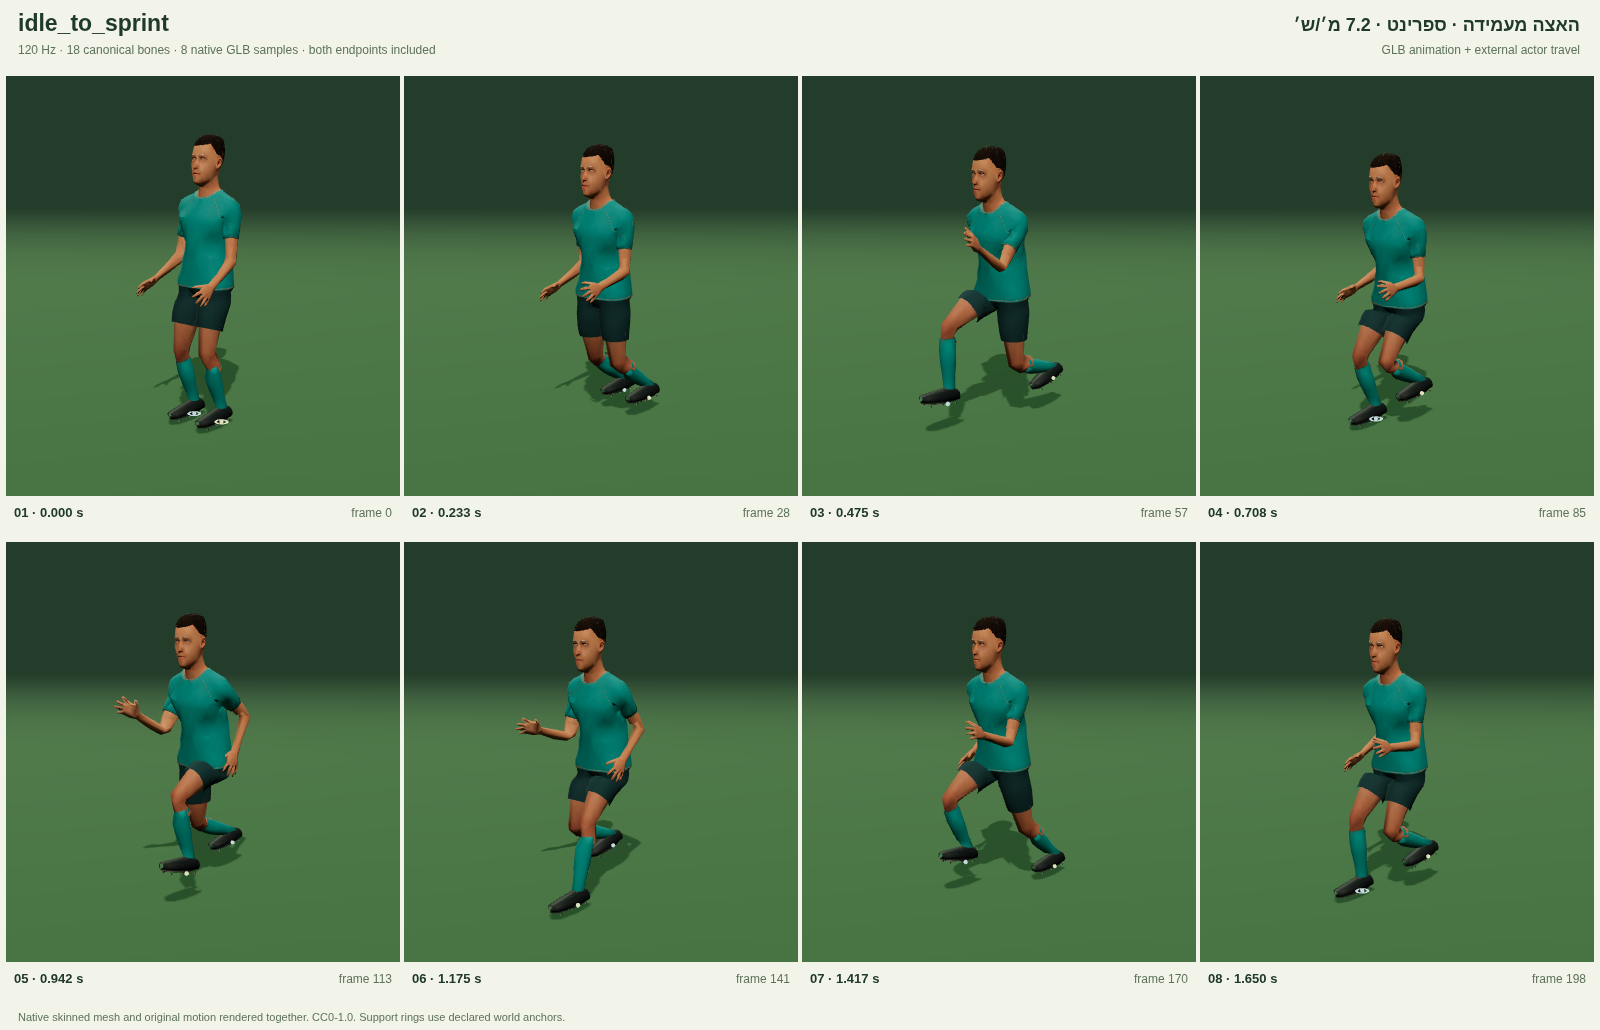 idle_to_sprint
האצה מעמידה · ספרינט · 7.2 מ׳/ש׳
120 Hz · 18 canonical bones · 8 native GLB samples · both endpoints included
GLB animation + external actor travel
01 · 0.000 s frame 0
02 · 0.233 s frame 28
03 · 0.475 s frame 57
04 · 0.708 s frame 85
05 · 0.942 s frame 113
06 · 1.175 s frame 141
07 · 1.417 s frame 170
08 · 1.650 s frame 198
Native skinned mesh and original motion rendered together. CC0-1.0. Support rings use declared world anchors.